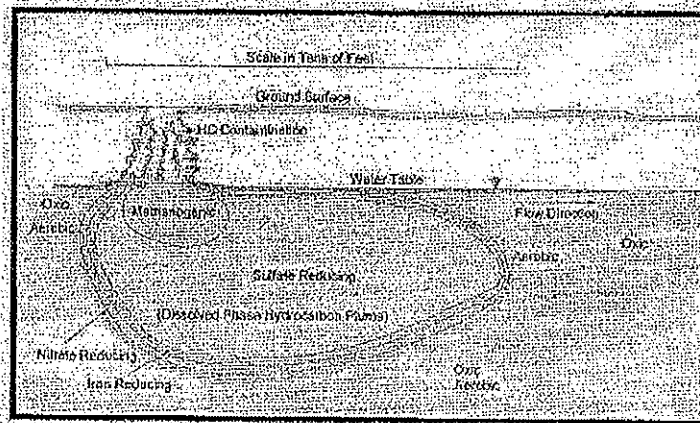 Scale in Tens of Feet
Ground Surface
HC Contamination
Water Table
Oxic
Methanogenic
Flow Direction
Aerobic
Oxic
Aerobic
Sulfate Reducing
(Dissolved Phase Hydrocarbon Plume)
Nitrate Reducing
Iron Reducing
Oxic
Aerobic